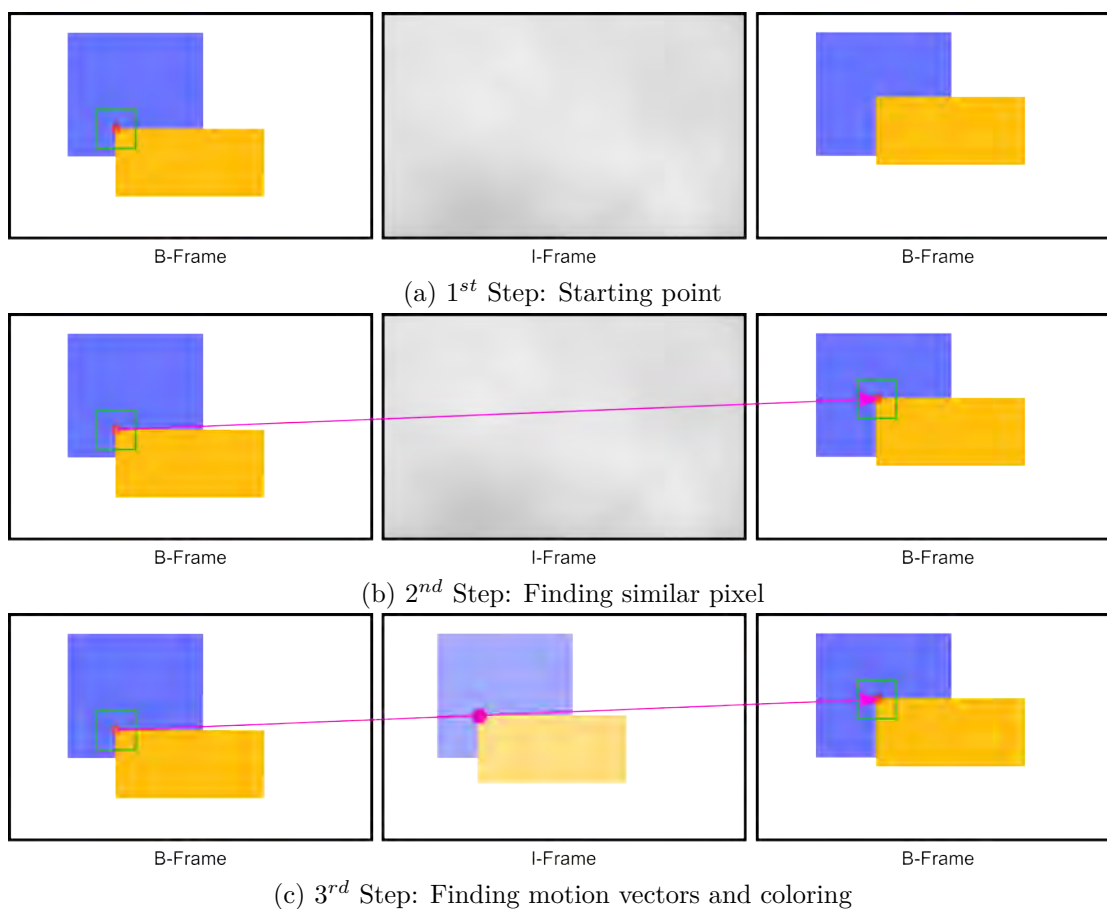 B-Frame I-Frame B-Frame
(a) 1st Step: Starting point
B-Frame I-Frame B-Frame
(b) 2nd Step: Finding similar pixel
B-Frame I-Frame B-Frame
(c) 3rd Step: Finding motion vectors and coloring